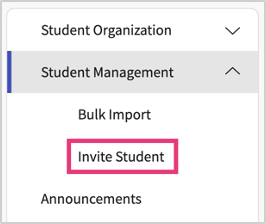 Student Organization
Student Management
Bulk Import
Invite Student
Announcements